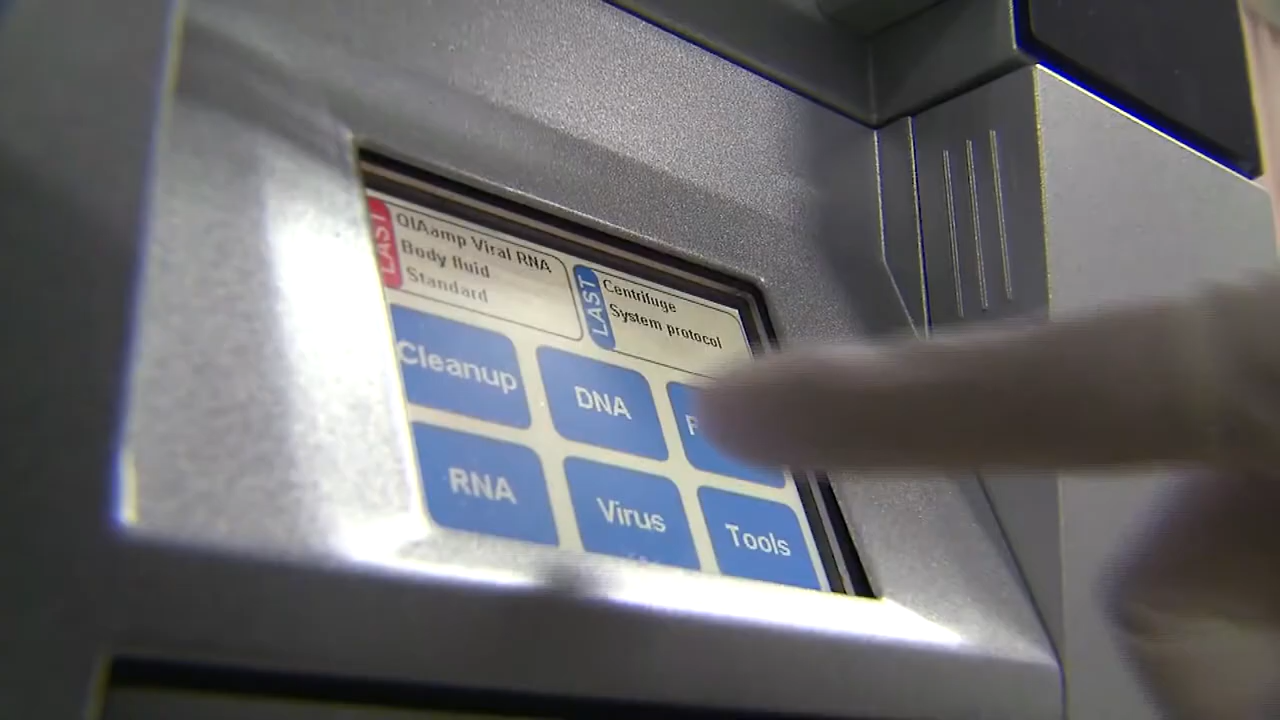 LAST
QIAamp Viral RNA
Body fluid
Standard
LAST
Centrifuge
System protocol
Cleanup
DNA
RNA
Virus
Tools